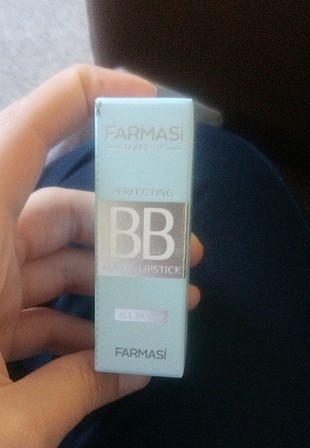 FARMASi
MAKE-UP
PERFECTING
BB
LIPSTICK
FARMASi